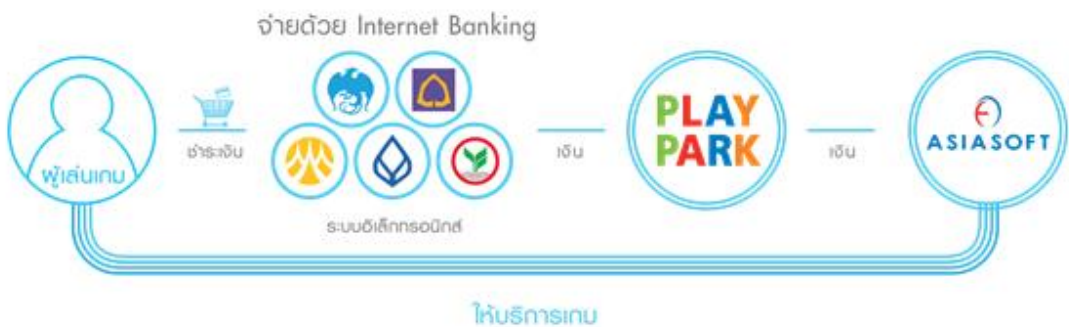 จ่ายด้วย Internet Banking
ผู้เล่นเกม
ชำระเงิน
ระบบอิเล็กทรอนิกส์
เงิน
PLAY
PARK
เงิน
ASIASOFT
ให้บริการเกม